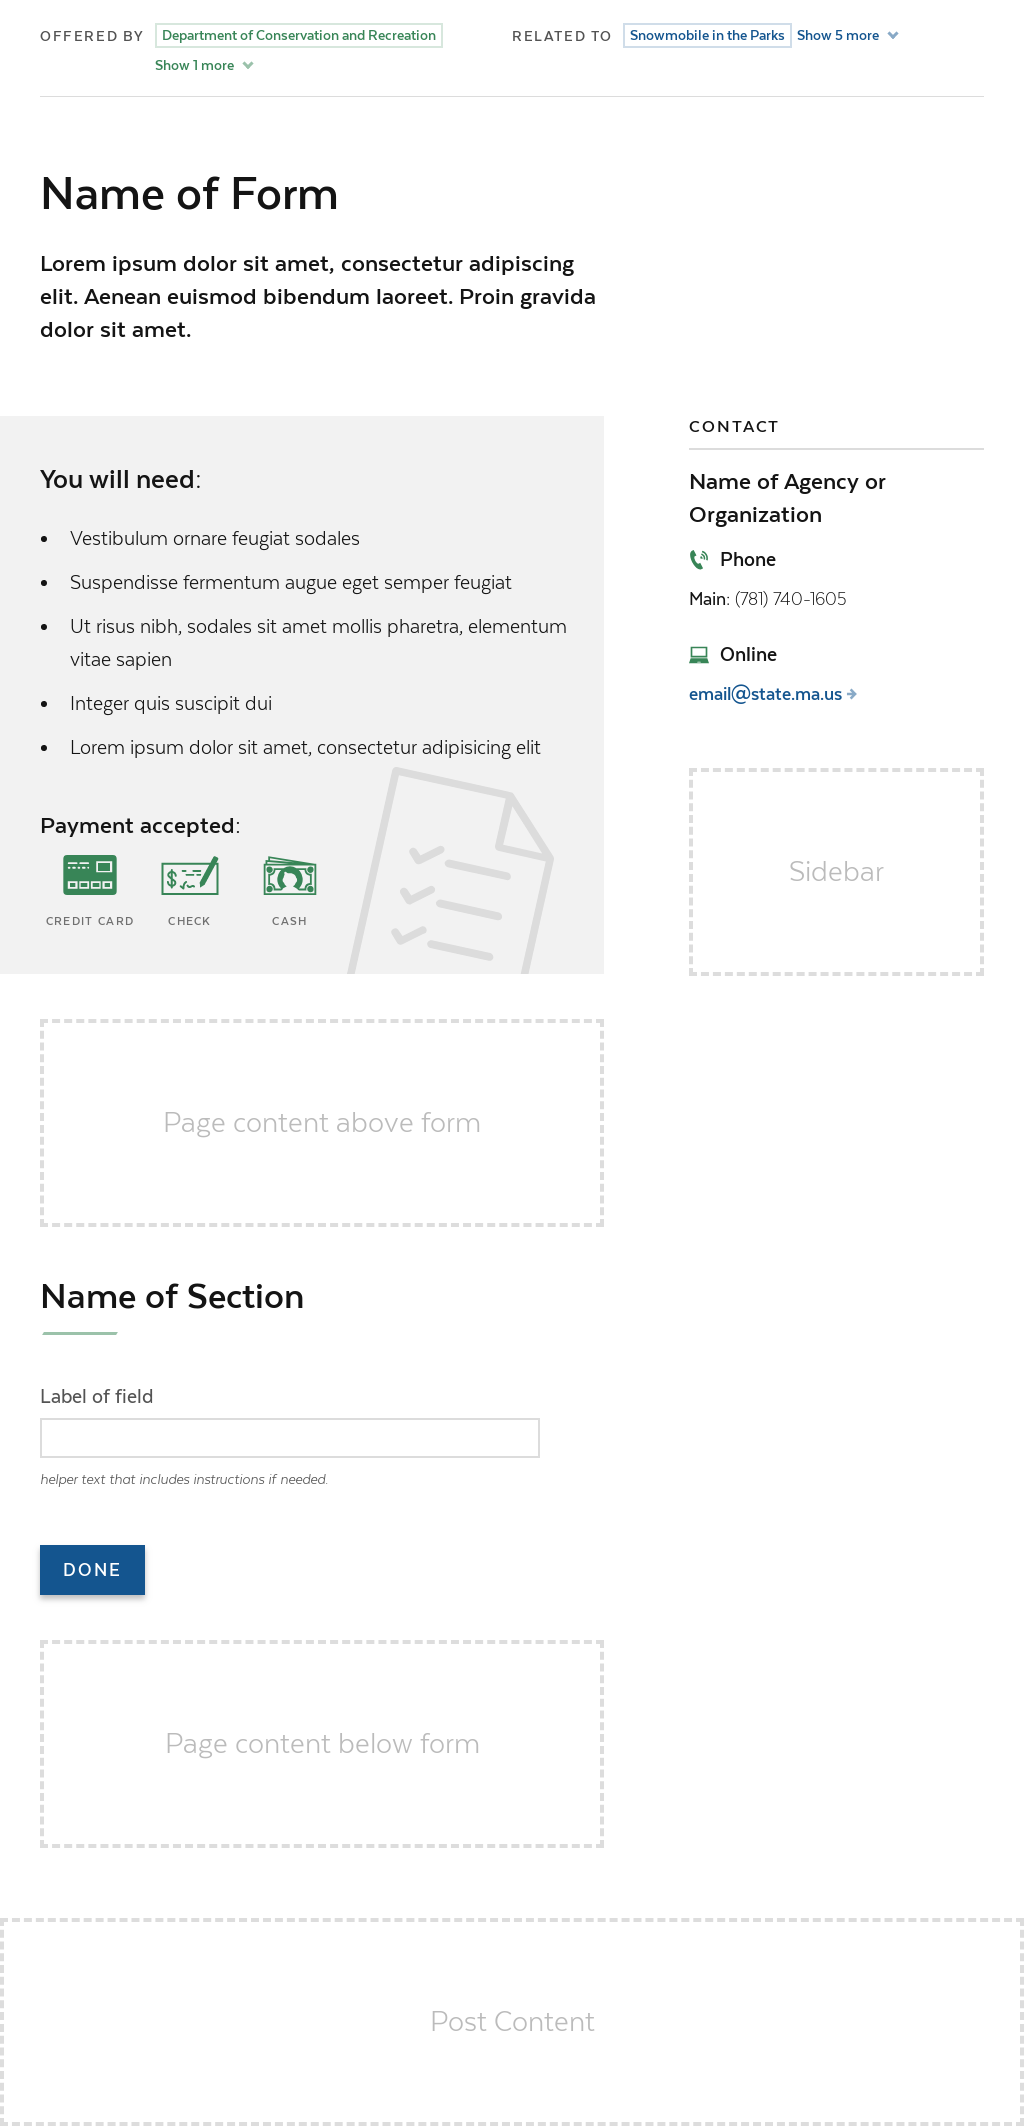 OFFERED BY
Department of Conservation and Recreation
Show 1 more
RELATED TO
Snowmobile in the Parks
Show 5 more
Name of Form
Lorem ipsum dolor sit amet, consectetur adipiscing
elit. Aenean euismod bibendum laoreet. Proin gravida
dolor sit amet.
You will need:
Vestibulum ornare feugiat sodales
Suspendisse fermentum augue eget semper feugiat
Ut risus nibh, sodales sit amet mollis pharetra, elementum
vitae sapien
Integer quis suscipit dui
Lorem ipsum dolor sit amet, consectetur adipisicing elit
Payment accepted:
CREDIT CARD
CHECK
CASH
CONTACT
Name of Agency or
Organization
Phone
Main: (781) 740-1605
Online
email@state.ma.us
Sidebar
Page content above form
Name of Section
Label of field
helper text that includes instructions if needed.
DONE
Page content below form
Post Content